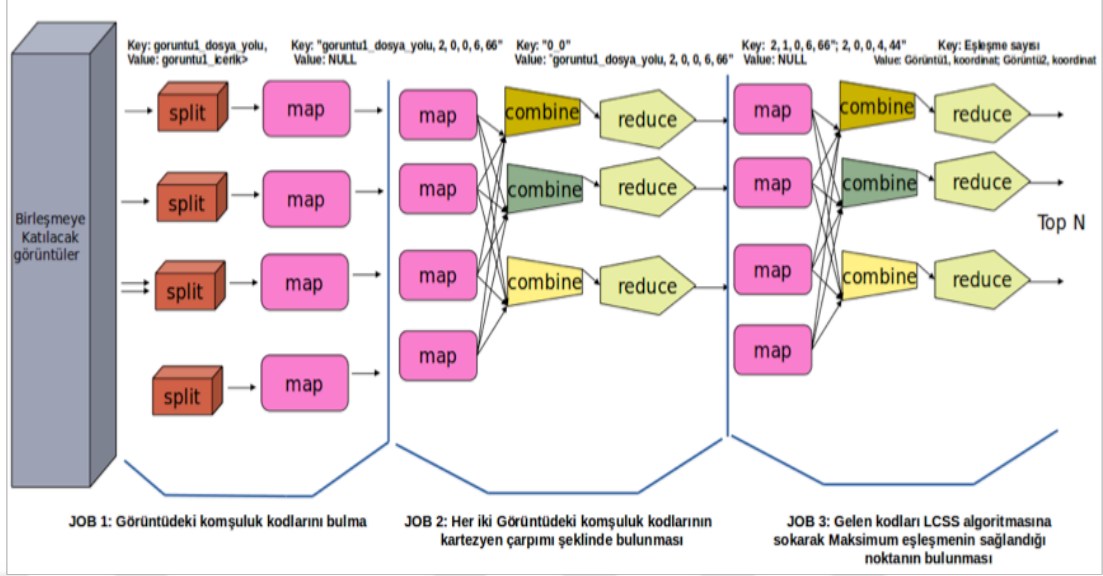 Key: goruntu1_dosya_yolu,
Value: goruntu1_icerik>
Key: "goruntu1_dosya_yolu, 2, 0, 0, 6, 66"
Value: NULL
Key: "0_0"
Value: "goruntu1_dosya_yolu, 2, 0, 0, 6, 66"
Key: 2, 1, 0, 6, 66"; 2, 0, 0, 4, 44"
Value: NULL
Key: Eşleşme sayısı
Value: Görüntü1, koordinat; Görüntü2, koordinat
Birleşmeye
Katılacak
görüntüler
split
map
split
map
split
map
split
map
map
combine
reduce
map
combine
reduce
map
combine
reduce
map
map
combine
reduce
map
combine
reduce
map
combine
reduce
map
Top N
JOB 1: Görüntüdeki komşuluk kodlarını bulma
JOB 2: Her iki Görüntüdeki komşuluk kodlarının
kartezyen çarpımı şeklinde bulunması
JOB 3: Gelen kodları LCSS algoritmasına
sokarak Maksimum eşleşmenin sağlandığı
noktanın bulunması